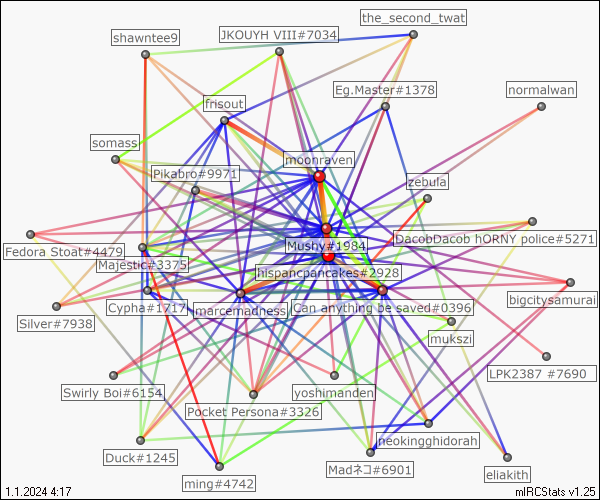 the_second_twat
shawntee9
JKOUYH VIII#7034
Eg.Master#1378
normalwan
frisout
somass
moonraven
Pikabro#9971
zebula
Mushy#1984
DacobDacob hORNY police#5271
Fedora Stoat#4479
Majestic#3375
hispancpancakes#2928
bigcitysamurai
Cypha#1717
marcemadness
Can anything be saved#0396
Silver#7938
mukszi
LPK2387 #7690
Swirly Boi#6154
yoshimanden
Pocket Persona#3326
neokingghidorah
Duck#1245
Madネコ#6901
eliakith
ming#4742
1.1.2024 4:17
mIRCStats v1.25